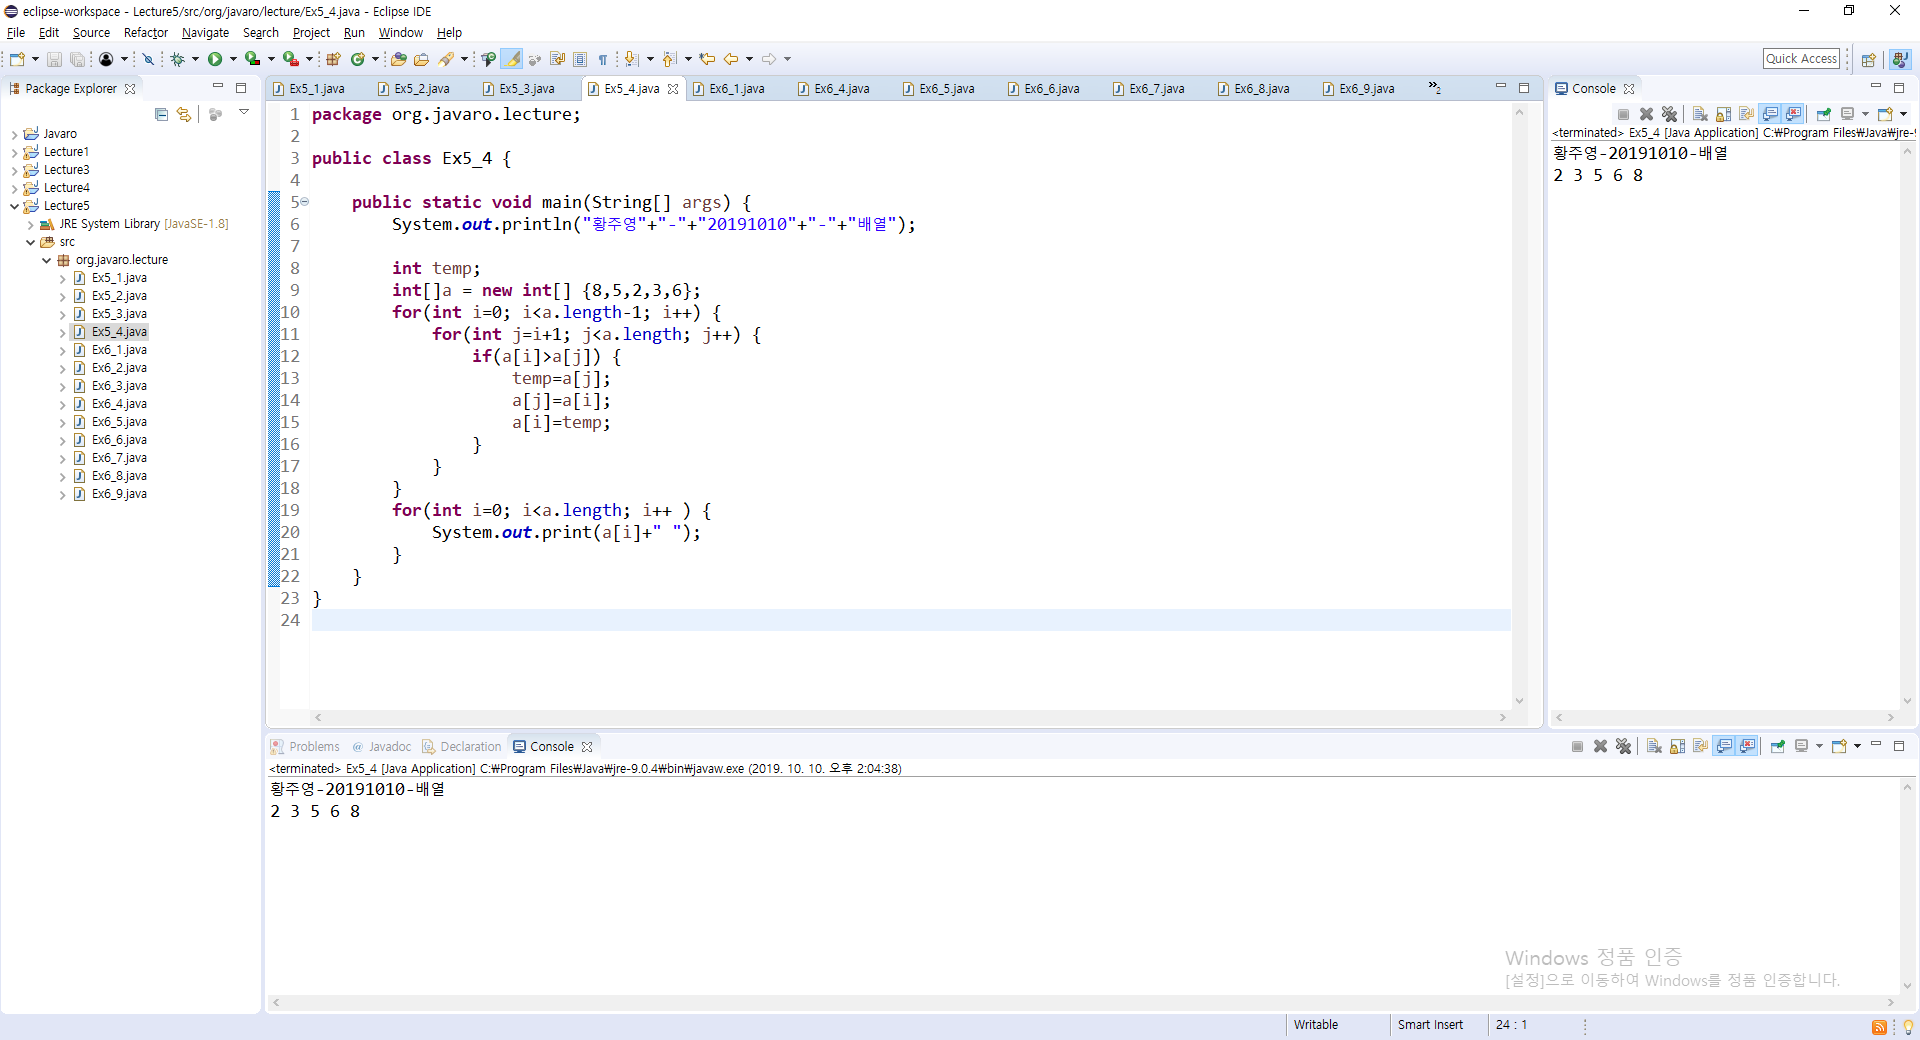 eclipse-workspace - Lecture5/src/org/javaro/lecture/Ex5_4.java - Eclipse IDE
File Edit Source Refactor Navigate Search Project Run Window Help
Quick Access
Package Explorer
Javaro
Lecture1
Lecture3
Lecture4
Lecture5
JRE System Library [JavaSE-1.8]
src
org.javaro.lecture
Ex5_1.java
Ex5_2.java
Ex5_3.java
Ex5_4.java
Ex6_1.java
Ex6_2.java
Ex6_3.java
Ex6_4.java
Ex6_5.java
Ex6_6.java
Ex6_7.java
Ex6_8.java
Ex6_9.java
Ex5_1.java Ex5_2.java Ex5_3.java Ex5_4.java Ex6_1.java Ex6_4.java Ex6_5.java Ex6_6.java Ex6_7.java Ex6_8.java Ex6_9.java »2
1 package org.javaro.lecture;
2
3 public class Ex5_4 {
4
5 public static void main(String[] args) {
6 System.out.println("황주영"+"-"+"20191010"+"-"+"배열");
7
8 int temp;
9 int[]a = new int[] {8,5,2,3,6};
10 for(int i=0; i<a.length-1; i++) {
11 for(int j=i+1; j<a.length; j++) {
12 if(a[i]>a[j]) {
13 temp=a[j];
14 a[j]=a[i];
15 a[i]=temp;
16 }
17 }
18 }
19 for(int i=0; i<a.length; i++ ) {
20 System.out.print(a[i]+" ");
21 }
22 }
23 }
24
Console
<terminated> Ex5_4 [Java Application] C:₩Program Files₩Java₩jre-9
황주영-20191010-배열
2 3 5 6 8
Problems @ Javadoc Declaration Console
<terminated> Ex5_4 [Java Application] C:₩Program Files₩Java₩jre-9.0.4₩bin₩javaw.exe (2019. 10. 10. 오후 2:04:38)
황주영-20191010-배열
2 3 5 6 8
Windows 정품 인증
[설정]으로 이동하여 Windows를 정품 인증합니다.
Writable Smart Insert 24 : 1